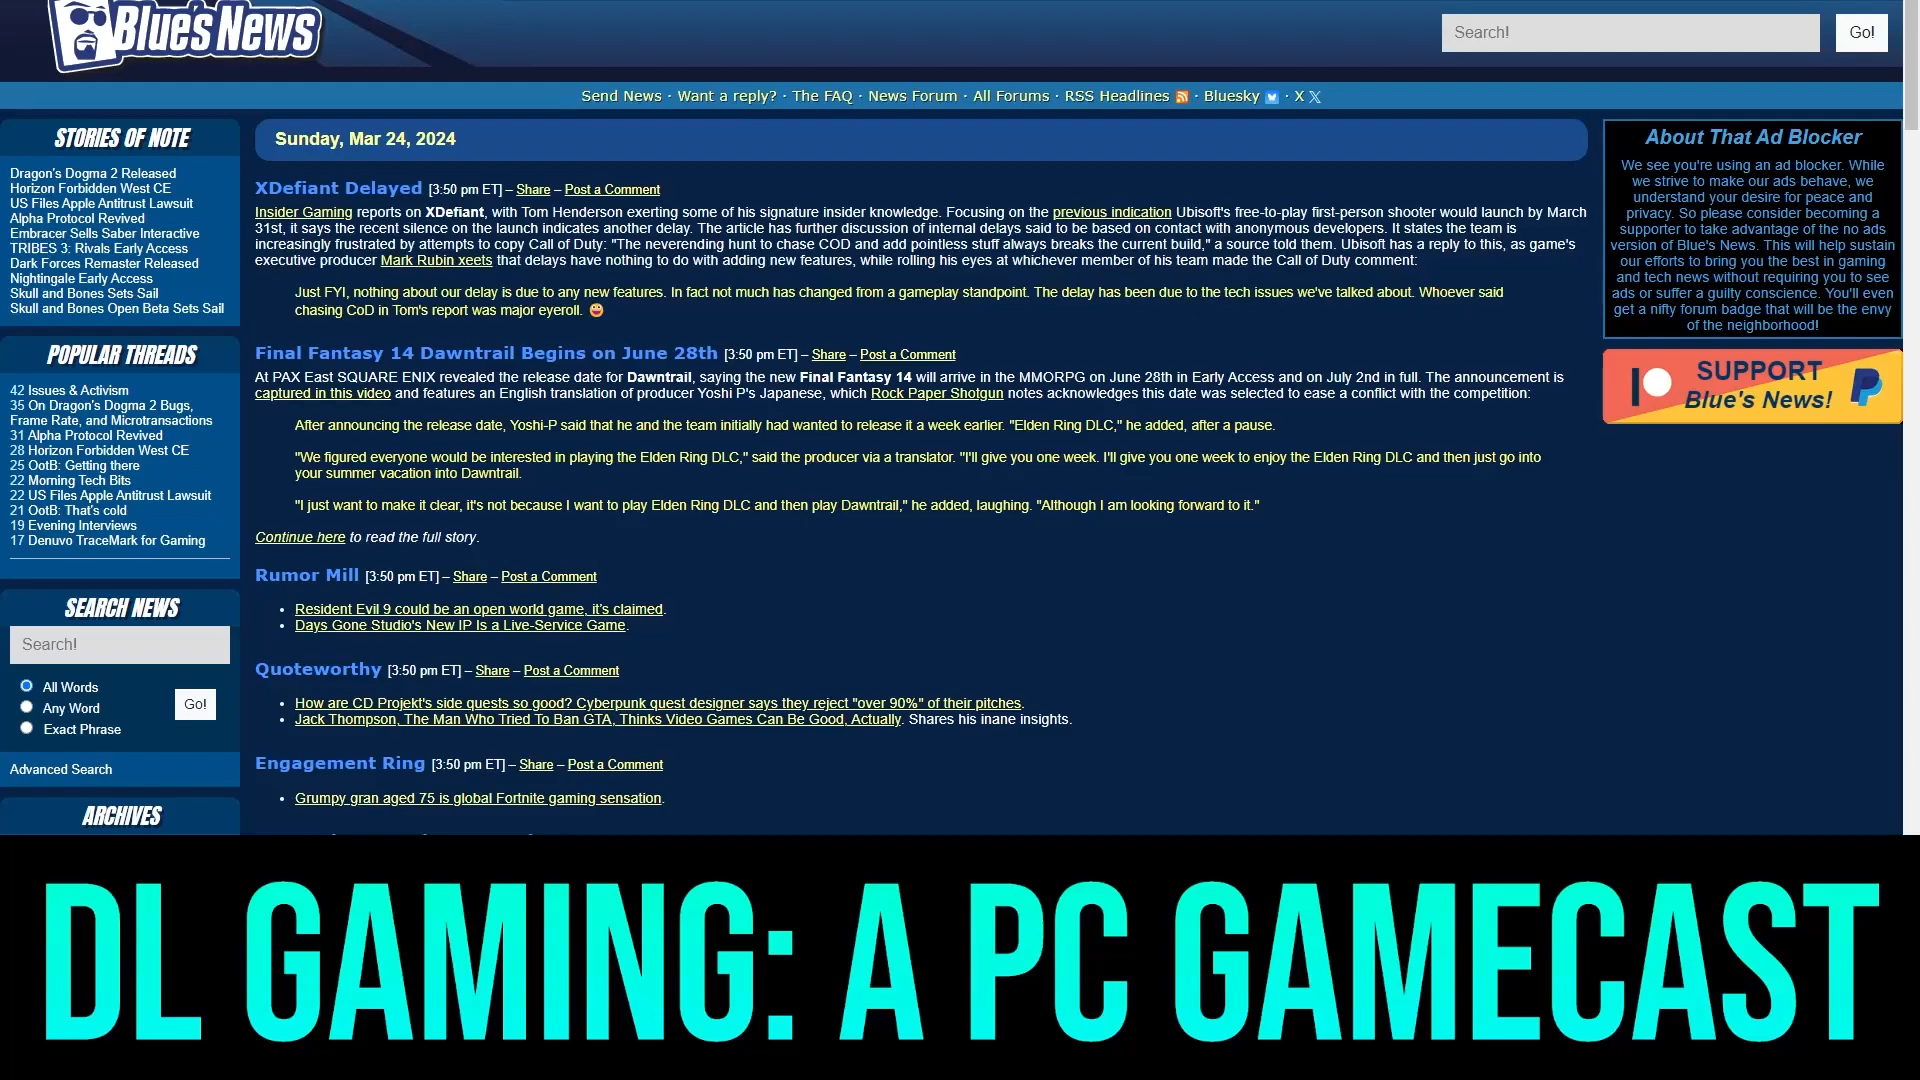 Blue's News
Search!
Go!
Send News · Want a reply? · The FAQ · News Forum · All Forums · RSS Headlines · Bluesky · X
STORIES OF NOTE
Dragon's Dogma 2 Released
Horizon Forbidden West CE
US Files Apple Antitrust Lawsuit
Alpha Protocol Revived
Embracer Sells Saber Interactive
TRIBES 3: Rivals Early Access
Dark Forces Remaster Released
Nightingale Early Access
Skull and Bones Sets Sail
Skull and Bones Open Beta Sets Sail
POPULAR THREADS
42 Issues & Activism
35 On Dragon's Dogma 2 Bugs,
Frame Rate, and Microtransactions
31 Alpha Protocol Revived
28 Horizon Forbidden West CE
25 OotB: Getting there
22 Morning Tech Bits
22 US Files Apple Antitrust Lawsuit
21 OotB: That's cold
19 Evening Interviews
17 Denuvo TraceMark for Gaming
SEARCH NEWS
Search!
All Words
Any Word
Exact Phrase
Go!
Advanced Search
ARCHIVES
Sunday, Mar 24, 2024
XDefiant Delayed [3:50 pm ET] – Share – Post a Comment
Insider Gaming reports on XDefiant, with Tom Henderson exerting some of his signature insider knowledge. Focusing on the previous indication Ubisoft's free-to-play first-person shooter would launch by March
31st, it says the recent silence on the launch indicates another delay. The article has further discussion of internal delays said to be based on contact with anonymous developers. It states the team is
increasingly frustrated by attempts to copy Call of Duty: "The neverending hunt to chase COD and add pointless stuff always breaks the current build," a source told them. Ubisoft has a reply to this, as game's
executive producer Mark Rubin xeets that delays have nothing to do with adding new features, while rolling his eyes at whichever member of his team made the Call of Duty comment:
Just FYI, nothing about our delay is due to any new features. In fact not much has changed from a gameplay standpoint. The delay has been due to the tech issues we've talked about. Whoever said
chasing CoD in Tom's report was major eyeroll. 😀
Final Fantasy 14 Dawntrail Begins on June 28th [3:50 pm ET] – Share – Post a Comment
At PAX East SQUARE ENIX revealed the release date for Dawntrail, saying the new Final Fantasy 14 will arrive in the MMORPG on June 28th in Early Access and on July 2nd in full. The announcement is
captured in this video and features an English translation of producer Yoshi P's Japanese, which Rock Paper Shotgun notes acknowledges this date was selected to ease a conflict with the competition:
After announcing the release date, Yoshi-P said that he and the team initially had wanted to release it a week earlier. "Elden Ring DLC," he added, after a pause.
"We figured everyone would be interested in playing the Elden Ring DLC," said the producer via a translator. "I'll give you one week. I'll give you one week to enjoy the Elden Ring DLC and then just go into
your summer vacation into Dawntrail.
"I just want to make it clear, it's not because I want to play Elden Ring DLC and then play Dawntrail," he added, laughing. "Although I am looking forward to it."
Continue here to read the full story.
Rumor Mill [3:50 pm ET] – Share – Post a Comment
• Resident Evil 9 could be an open world game, it's claimed.
• Days Gone Studio's New IP Is a Live-Service Game.
Quoteworthy [3:50 pm ET] – Share – Post a Comment
• How are CD Projekt's side quests so good? Cyberpunk quest designer says they reject "over 90%" of their pitches.
• Jack Thompson, The Man Who Tried To Ban GTA, Thinks Video Games Can Be Good, Actually. Shares his inane insights.
Engagement Ring [3:50 pm ET] – Share – Post a Comment
• Grumpy gran aged 75 is global Fortnite gaming sensation.
About That Ad Blocker
We see you're using an ad blocker. While
we strive to make our ads behave, we
understand your desire for peace and
privacy. So please consider becoming a
supporter to take advantage of the no ads
version of Blue's News. This will help sustain
our efforts to bring you the best in gaming
and tech news without requiring you to see
ads or suffer a guilty conscience. You'll even
get a nifty forum badge that will be the envy
of the neighborhood!
SUPPORT
Blue's News!
DL GAMING: A PC GAMECAST